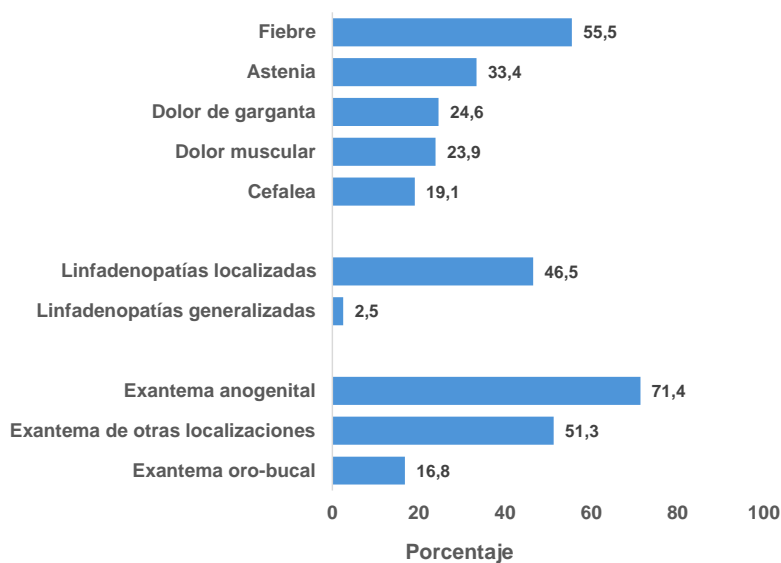 Fiebre 55,5
Astenia 33,4
Dolor de garganta 24,6
Dolor muscular 23,9
Cefalea 19,1
Linfadenopatías localizadas 46,5
Linfadenopatías generalizadas 2,5
Exantema anogenital 71,4
Exantema de otras localizaciones 51,3
Exantema oro-bucal 16,8
0 20 40 60 80 100
Porcentaje